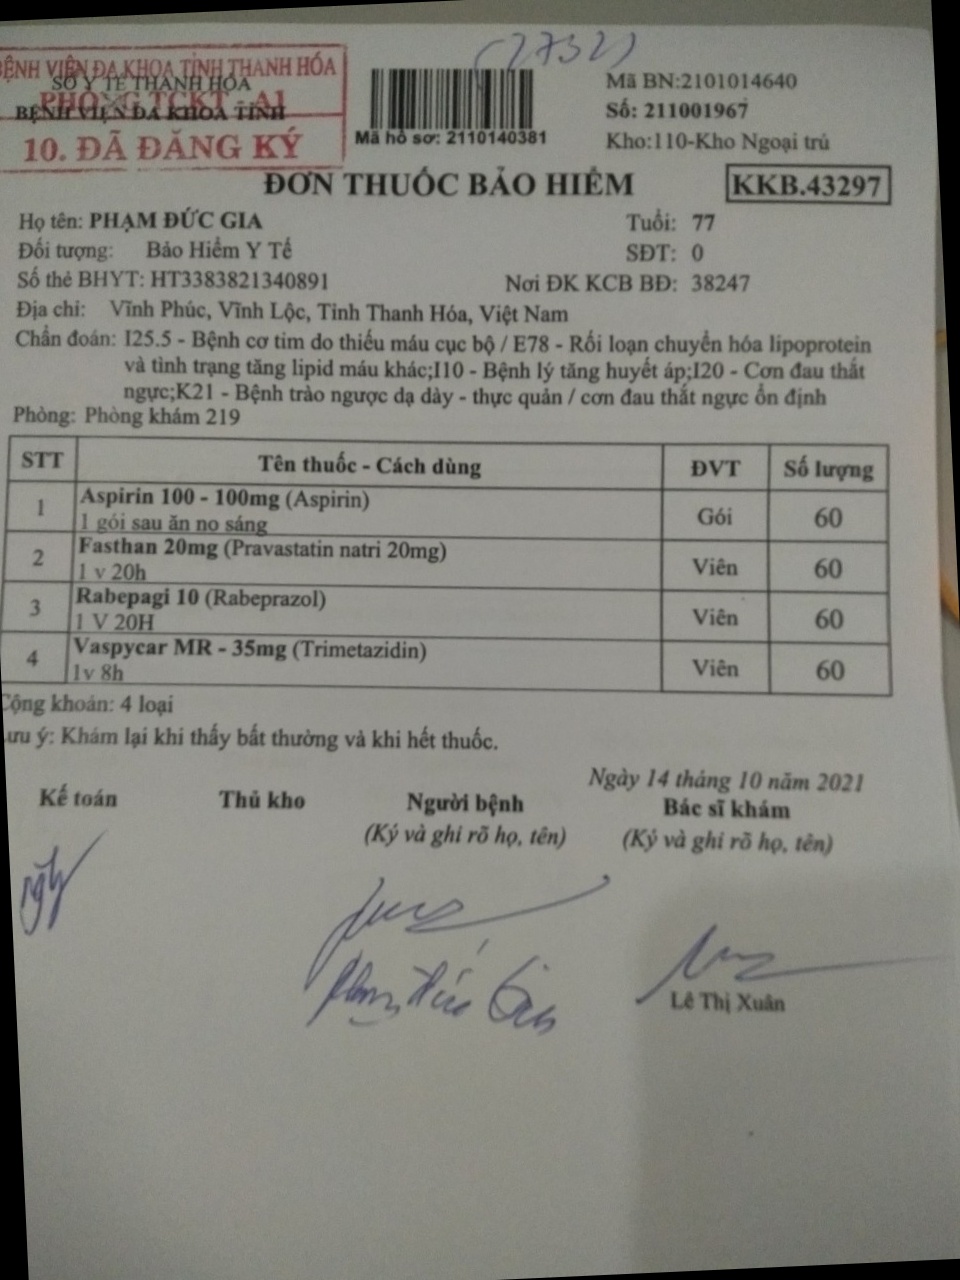 (2732)
BỆNH VIỆN ĐA KHOA TỈNH THANH HÓA
SỞ Y TẾ THANH HÓA
PHÒNG TCKT - A1
BỆNH VIỆN ĐA KHOA TỈNH
10. ĐÃ ĐĂNG KÝ
Mã hồ sơ: 2110140381
Mã BN:2101014640
Số: 211001967
Kho:110-Kho Ngoại trú
ĐƠN THUỐC BẢO HIỂM
KKB.43297
Họ tên: PHẠM ĐỨC GIA Tuổi: 77
Đối tượng: Bảo Hiểm Y Tế SĐT: 0
Số thẻ BHYT: HT3383821340891 Nơi ĐK KCB BĐ: 38247
Địa chỉ: Vĩnh Phúc, Vĩnh Lộc, Tỉnh Thanh Hóa, Việt Nam
Chẩn đoán: I25.5 - Bệnh cơ tim do thiếu máu cục bộ / E78 - Rối loạn chuyển hóa lipoprotein
và tình trạng tăng lipid máu khác;I10 - Bệnh lý tăng huyết áp;I20 - Cơn đau thắt
ngực;K21 - Bệnh trào ngược dạ dày - thực quản / cơn đau thắt ngực ổn định
Phòng: Phòng khám 219
STT Tên thuốc - Cách dùng ĐVT Số lượng
1 Aspirin 100 - 100mg (Aspirin) Gói 60
1 gói sau ăn no sáng
2 Fasthan 20mg (Pravastatin natri 20mg) Viên 60
1 v 20h
3 Rabepagi 10 (Rabeprazol) Viên 60
1 V 20H
4 Vaspycar MR - 35mg (Trimetazidin) Viên 60
1v 8h
Cộng khoản: 4 loại
Lưu ý: Khám lại khi thấy bất thường và khi hết thuốc.
Ngày 14 tháng 10 năm 2021
Kế toán Thủ kho Người bệnh Bác sĩ khám
(Ký và ghi rõ họ, tên) (Ký và ghi rõ họ, tên)
Phạm Đức Gia
Lê Thị Xuân